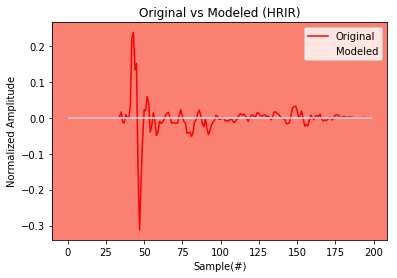 Original vs Modeled (HRIR)
Original
Modeled
Normalized Amplitude
0.2
0.1
0.0
−0.1
−0.2
−0.3
0 25 50 75 100 125 150 175 200
Sample(#)